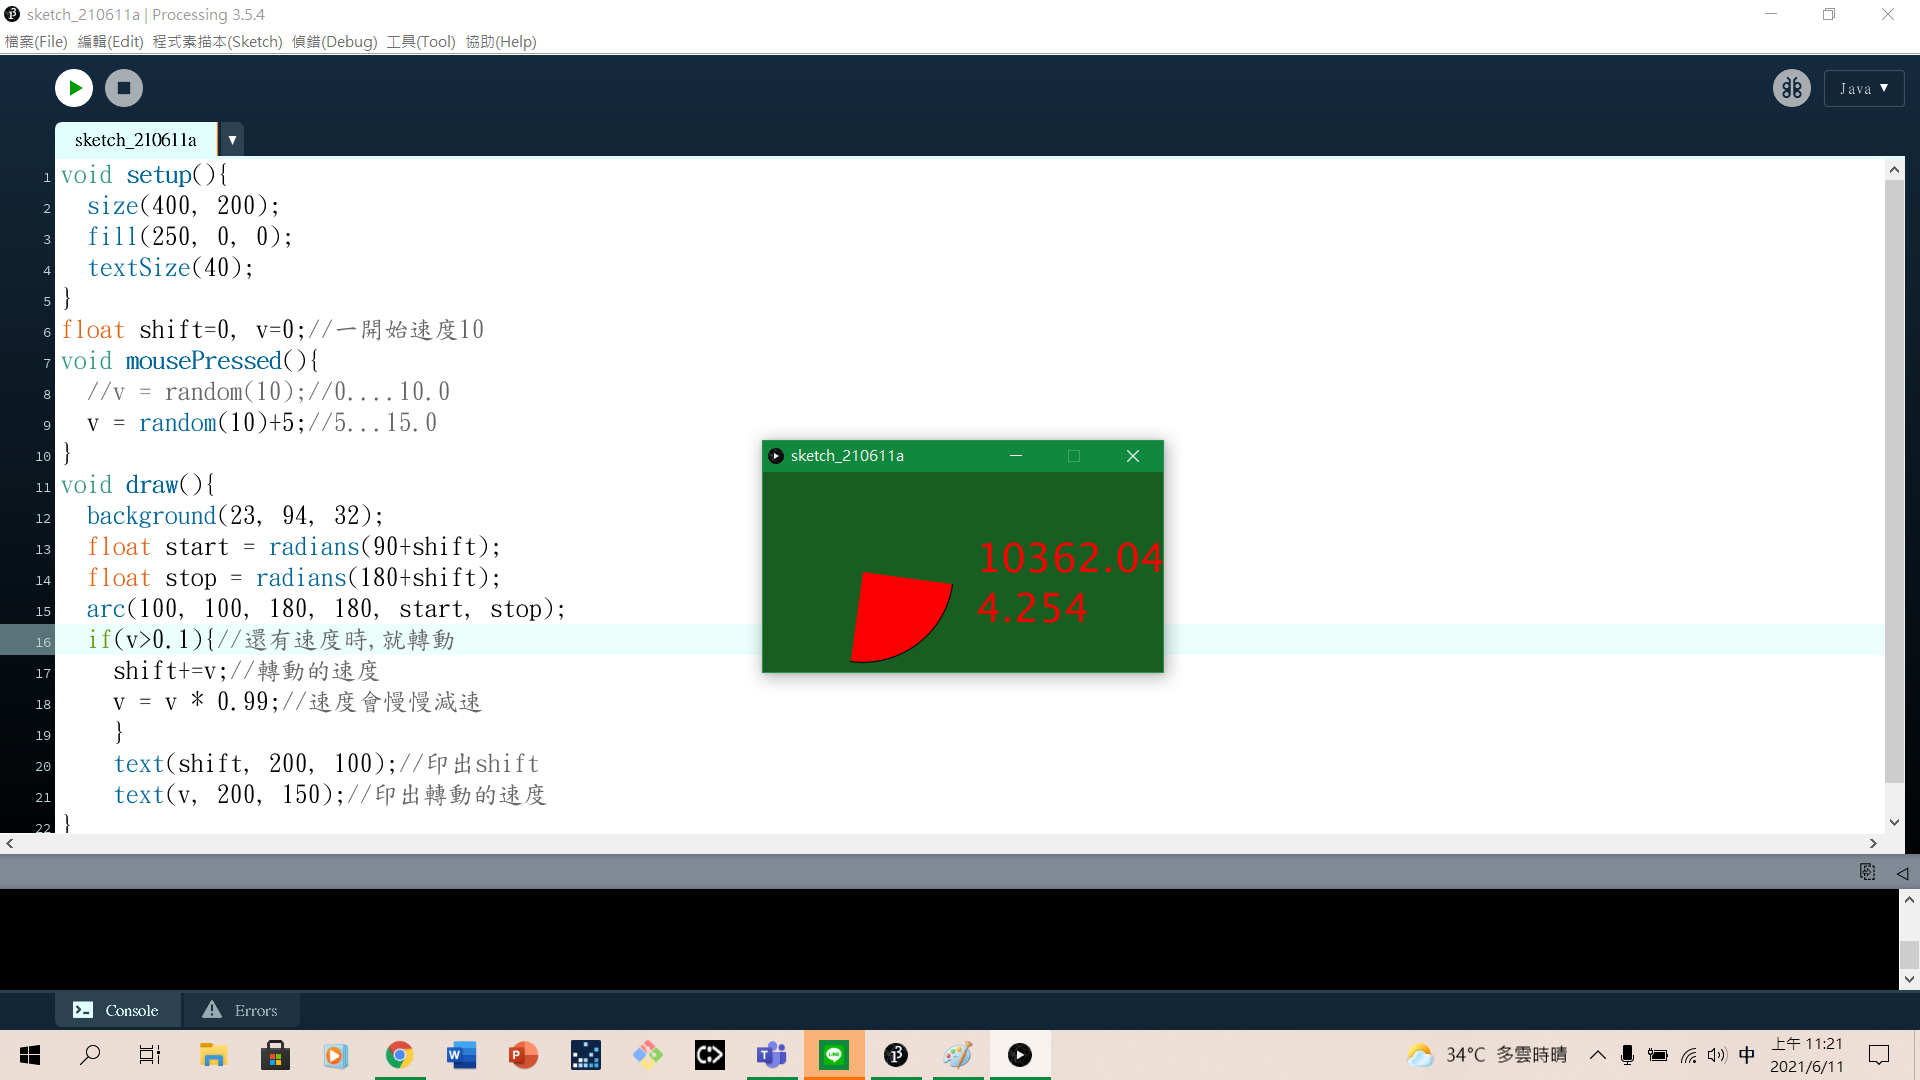 sketch_210611a | Processing 3.5.4
檔案(File) 編輯(Edit) 程式素描本(Sketch) 偵錯(Debug) 工具(Tool) 協助(Help)
Java ▼
sketch_210611a ▼
1 void setup(){
2 size(400, 200);
3 fill(250, 0, 0);
4 textSize(40);
5 }
6 float shift=0, v=0;//一開始速度10
7 void mousePressed(){
8 //v = random(10);//0....10.0
9 v = random(10)+5;//5...15.0
10 }
11 void draw(){
12 background(23, 94, 32);
13 float start = radians(90+shift);
14 float stop = radians(180+shift);
15 arc(100, 100, 180, 180, start, stop);
16 if(v>0.1){//還有速度時,就轉動
17 shift+=v;//轉動的速度
18 v = v * 0.99;//速度會慢慢減速
19 }
20 text(shift, 200, 100);//印出shift
21 text(v, 200, 150);//印出轉動的速度
22 }
sketch_210611a
10362.04
4.254
Console
Errors
34°C 多雲時晴
中
上午 11:21
2021/6/11